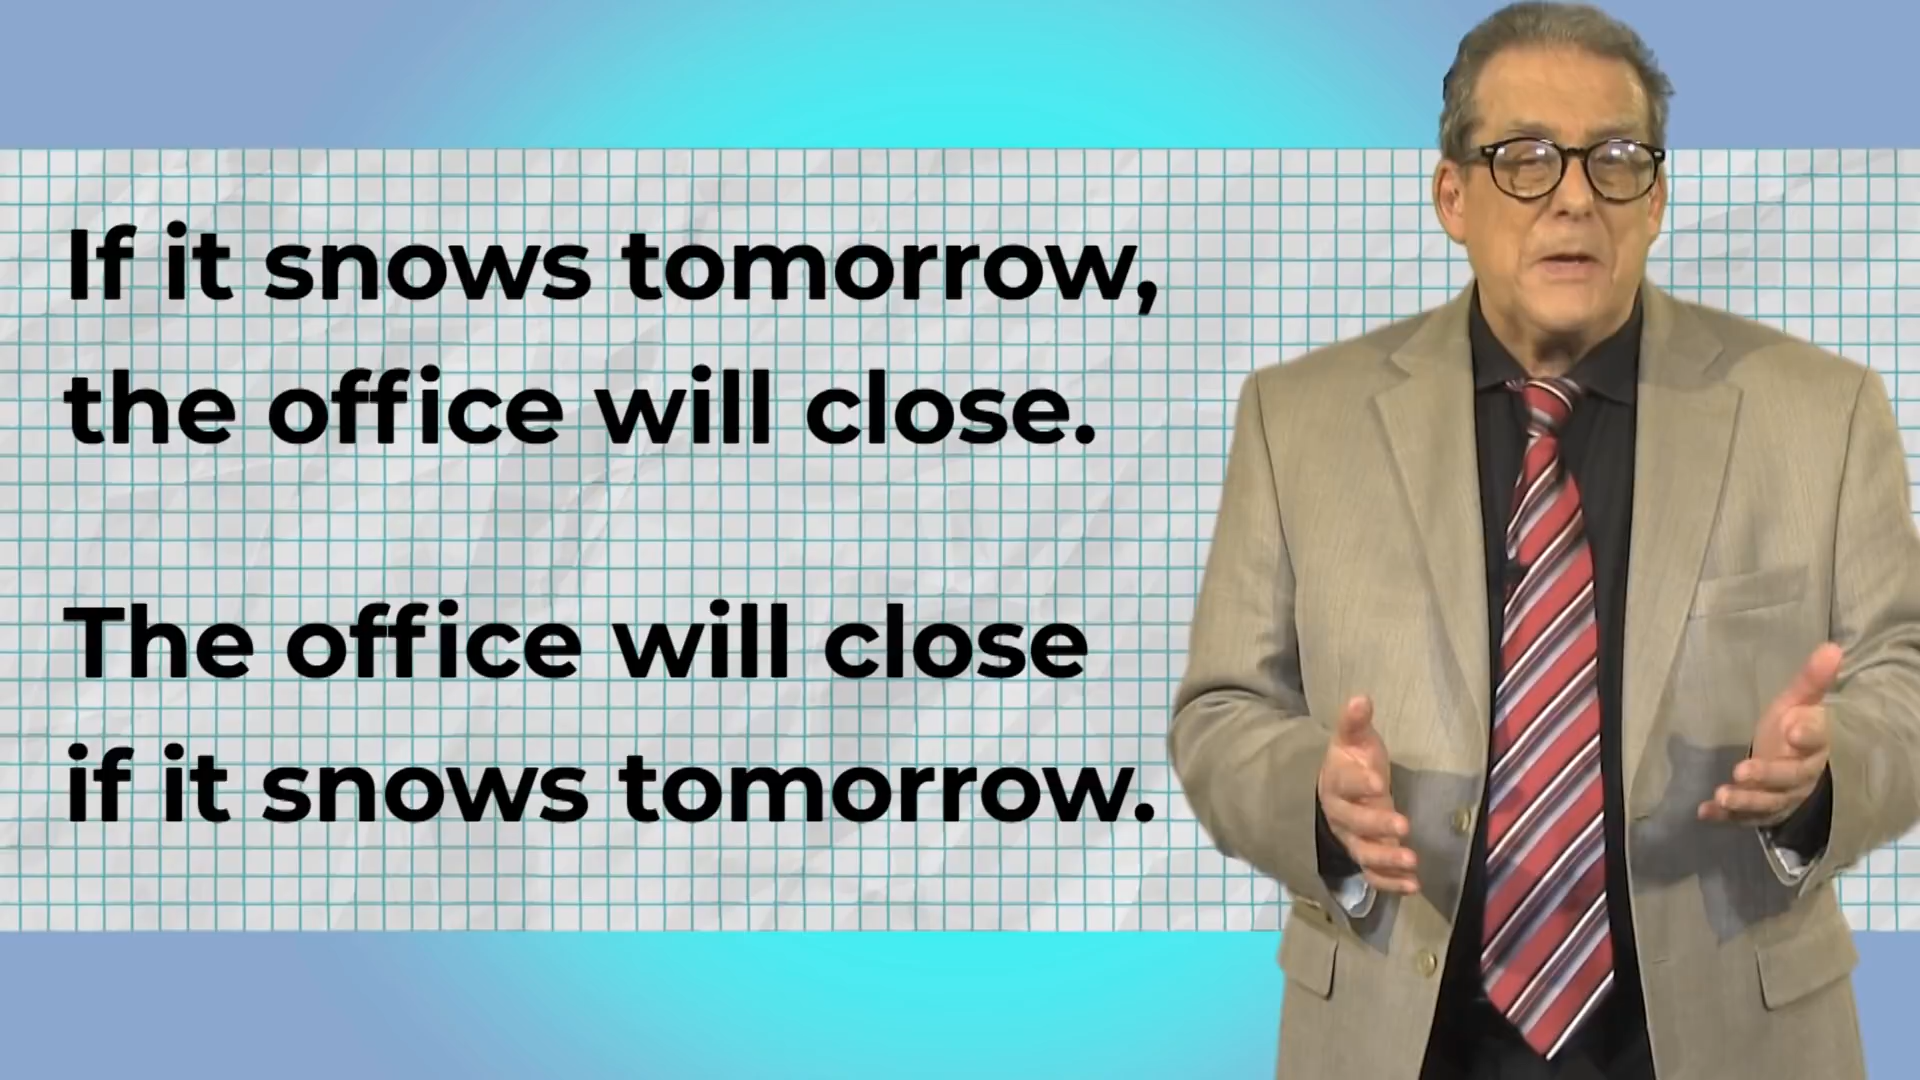 If it snows tomorrow,
the office will close.
The office will close
if it snows tomorrow.